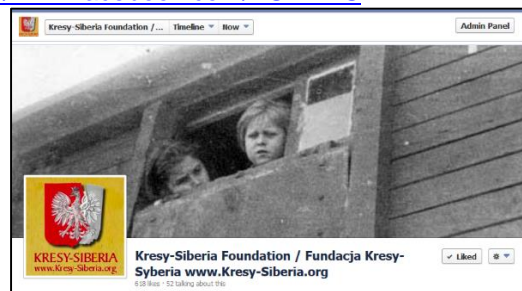 Kresy-Siberia Foundation /... Timeline Now Admin Panel
KRESY-SIBERIA
www.Kresy-Siberia.org
Kresy-Siberia Foundation / Fundacja Kresy-
Syberia www.Kresy-Siberia.org
618 likes · 52 talking about this
Liked